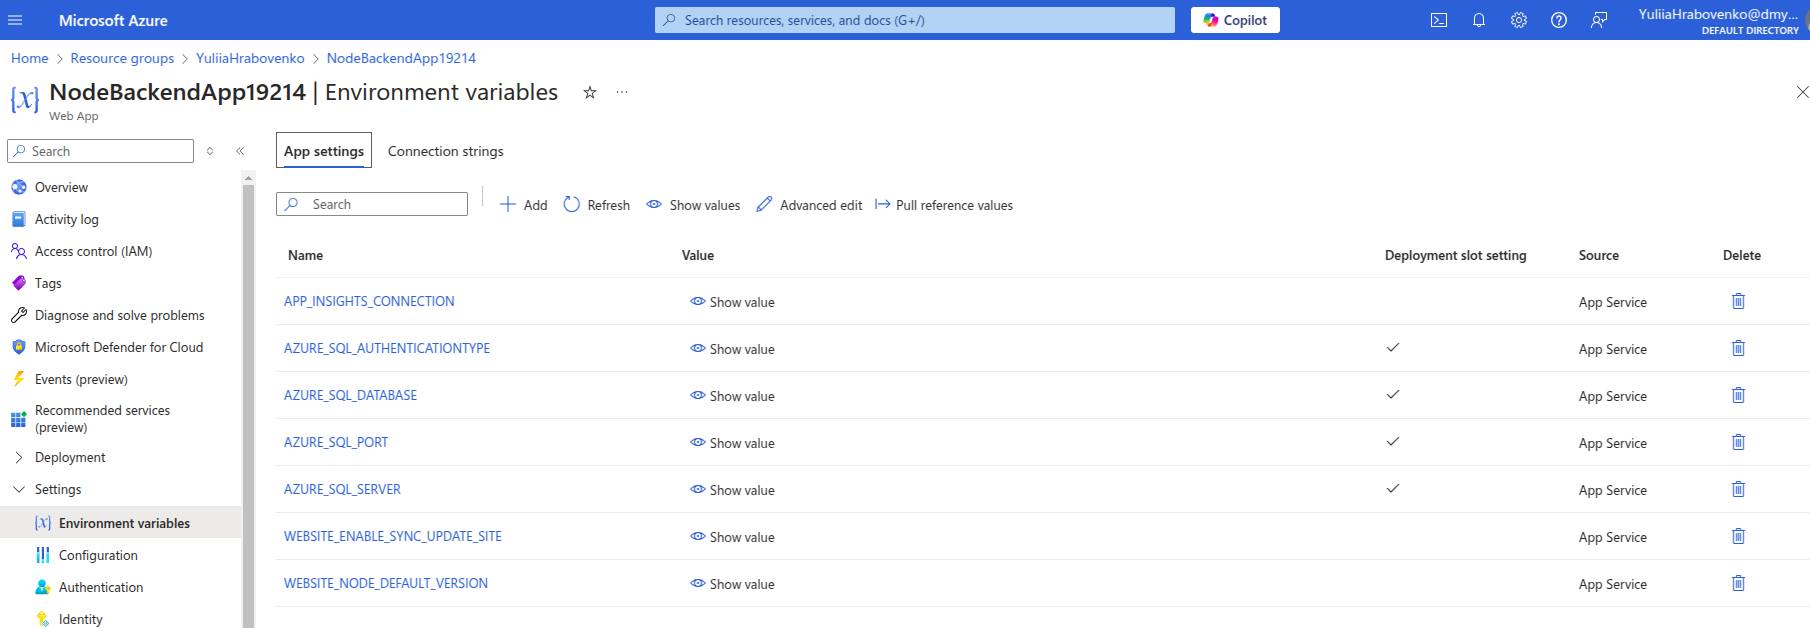 Microsoft Azure
Search resources, services, and docs (G+/)
Copilot
YuliiaHrabovenko@dmy...
DEFAULT DIRECTORY
Home > Resource groups > YuliiaHrabovenko > NodeBackendApp19214
{x} NodeBackendApp19214 | Environment variables
Web App
Search
App settings
Connection strings
Overview
Activity log
Access control (IAM)
Tags
Diagnose and solve problems
Microsoft Defender for Cloud
Events (preview)
Recommended services
(preview)
Deployment
Settings
{x} Environment variables
Configuration
Authentication
Identity
Search
Add
Refresh
Show values
Advanced edit
Pull reference values
Name Value Deployment slot setting Source Delete
APP_INSIGHTS_CONNECTION Show value App Service
AZURE_SQL_AUTHENTICATIONTYPE Show value App Service
AZURE_SQL_DATABASE Show value App Service
AZURE_SQL_PORT Show value App Service
AZURE_SQL_SERVER Show value App Service
WEBSITE_ENABLE_SYNC_UPDATE_SITE Show value App Service
WEBSITE_NODE_DEFAULT_VERSION Show value App Service